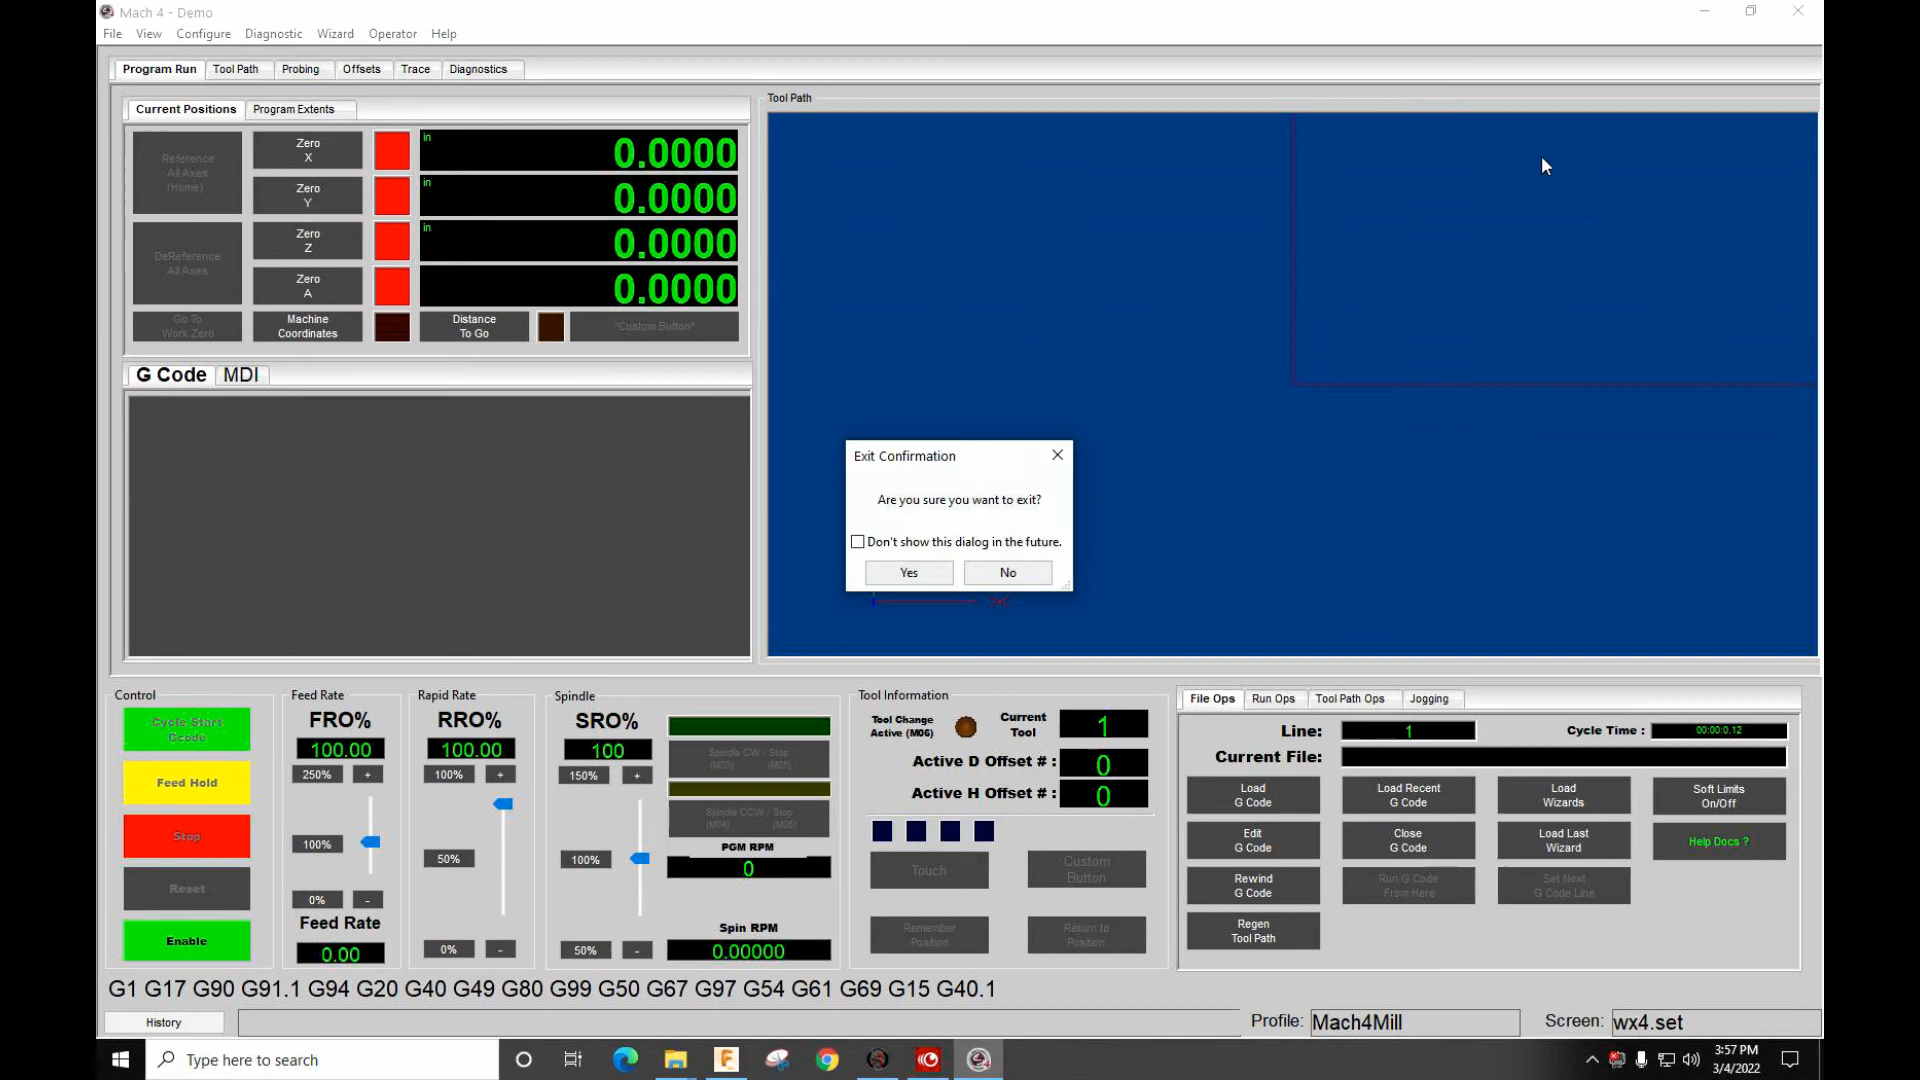 Mach 4 - Demo
File View Configure Diagnostic Wizard Operator Help
Program Run Tool Path Probing Offsets Trace Diagnostics
Current Positions Program Extents
Tool Path
Reference
All Axes
(Home)
Zero
X
in
0.0000
Zero
Y
in
0.0000
DeReference
All Axes
Zero
Z
in
0.0000
Zero
A
0.0000
Go To
Work Zero
Machine
Coordinates
Distance
To Go
*Custom Button*
G Code MDI
Exit Confirmation
Are you sure you want to exit?
Don't show this dialog in the future.
Yes No
Control
Cycle Start
Gcode
Feed Hold
Stop
Reset
Enable
Feed Rate
FRO%
100.00
250% +
100%
0% -
Feed Rate
0.00
Rapid Rate
RRO%
100.00
100% +
50%
0% -
Spindle
SRO%
100
150% +
100%
50% -
Spindle CW / Stop
(M03) (M05)
Spindle CCW / Stop
(M04) (M05)
PGM RPM
0
Spin RPM
0.00000
Tool Information
Tool Change
Active (M06)
Current
Tool
1
Active D Offset # : 0
Active H Offset # : 0
Touch
Custom
Button
Remember
Position
Return to
Position
File Ops Run Ops Tool Path Ops Jogging
Line: 1 Cycle Time : 00:00:0.12
Current File:
Load
G Code
Load Recent
G Code
Load
Wizards
Soft Limits
On/Off
Edit
G Code
Close
G Code
Load Last
Wizard
Help Docs ?
Rewind
G Code
Run G Code
From Here
Set Next
G Code Line
Regen
Tool Path
G1 G17 G90 G91.1 G94 G20 G40 G49 G80 G99 G50 G67 G97 G54 G61 G69 G15 G40.1
History
Profile: Mach4Mill Screen: wx4.set
Type here to search
3:57 PM
3/4/2022